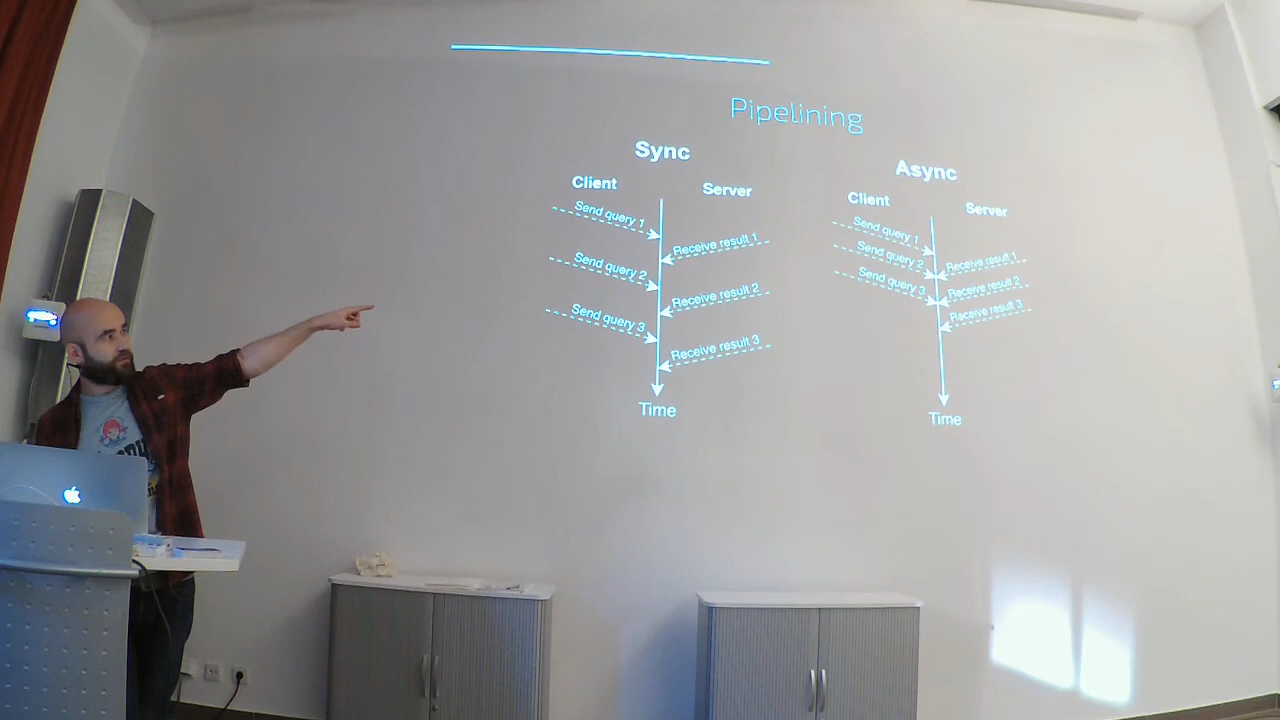 Pipelining
Sync
Client
Server
Send query 1
Receive result 1
Send query 2
Receive result 2
Send query 3
Receive result 3
Time
Async
Client
Server
Send query 1
Send query 2
Receive result 1
Send query 3
Receive result 2
Receive result 3
Time